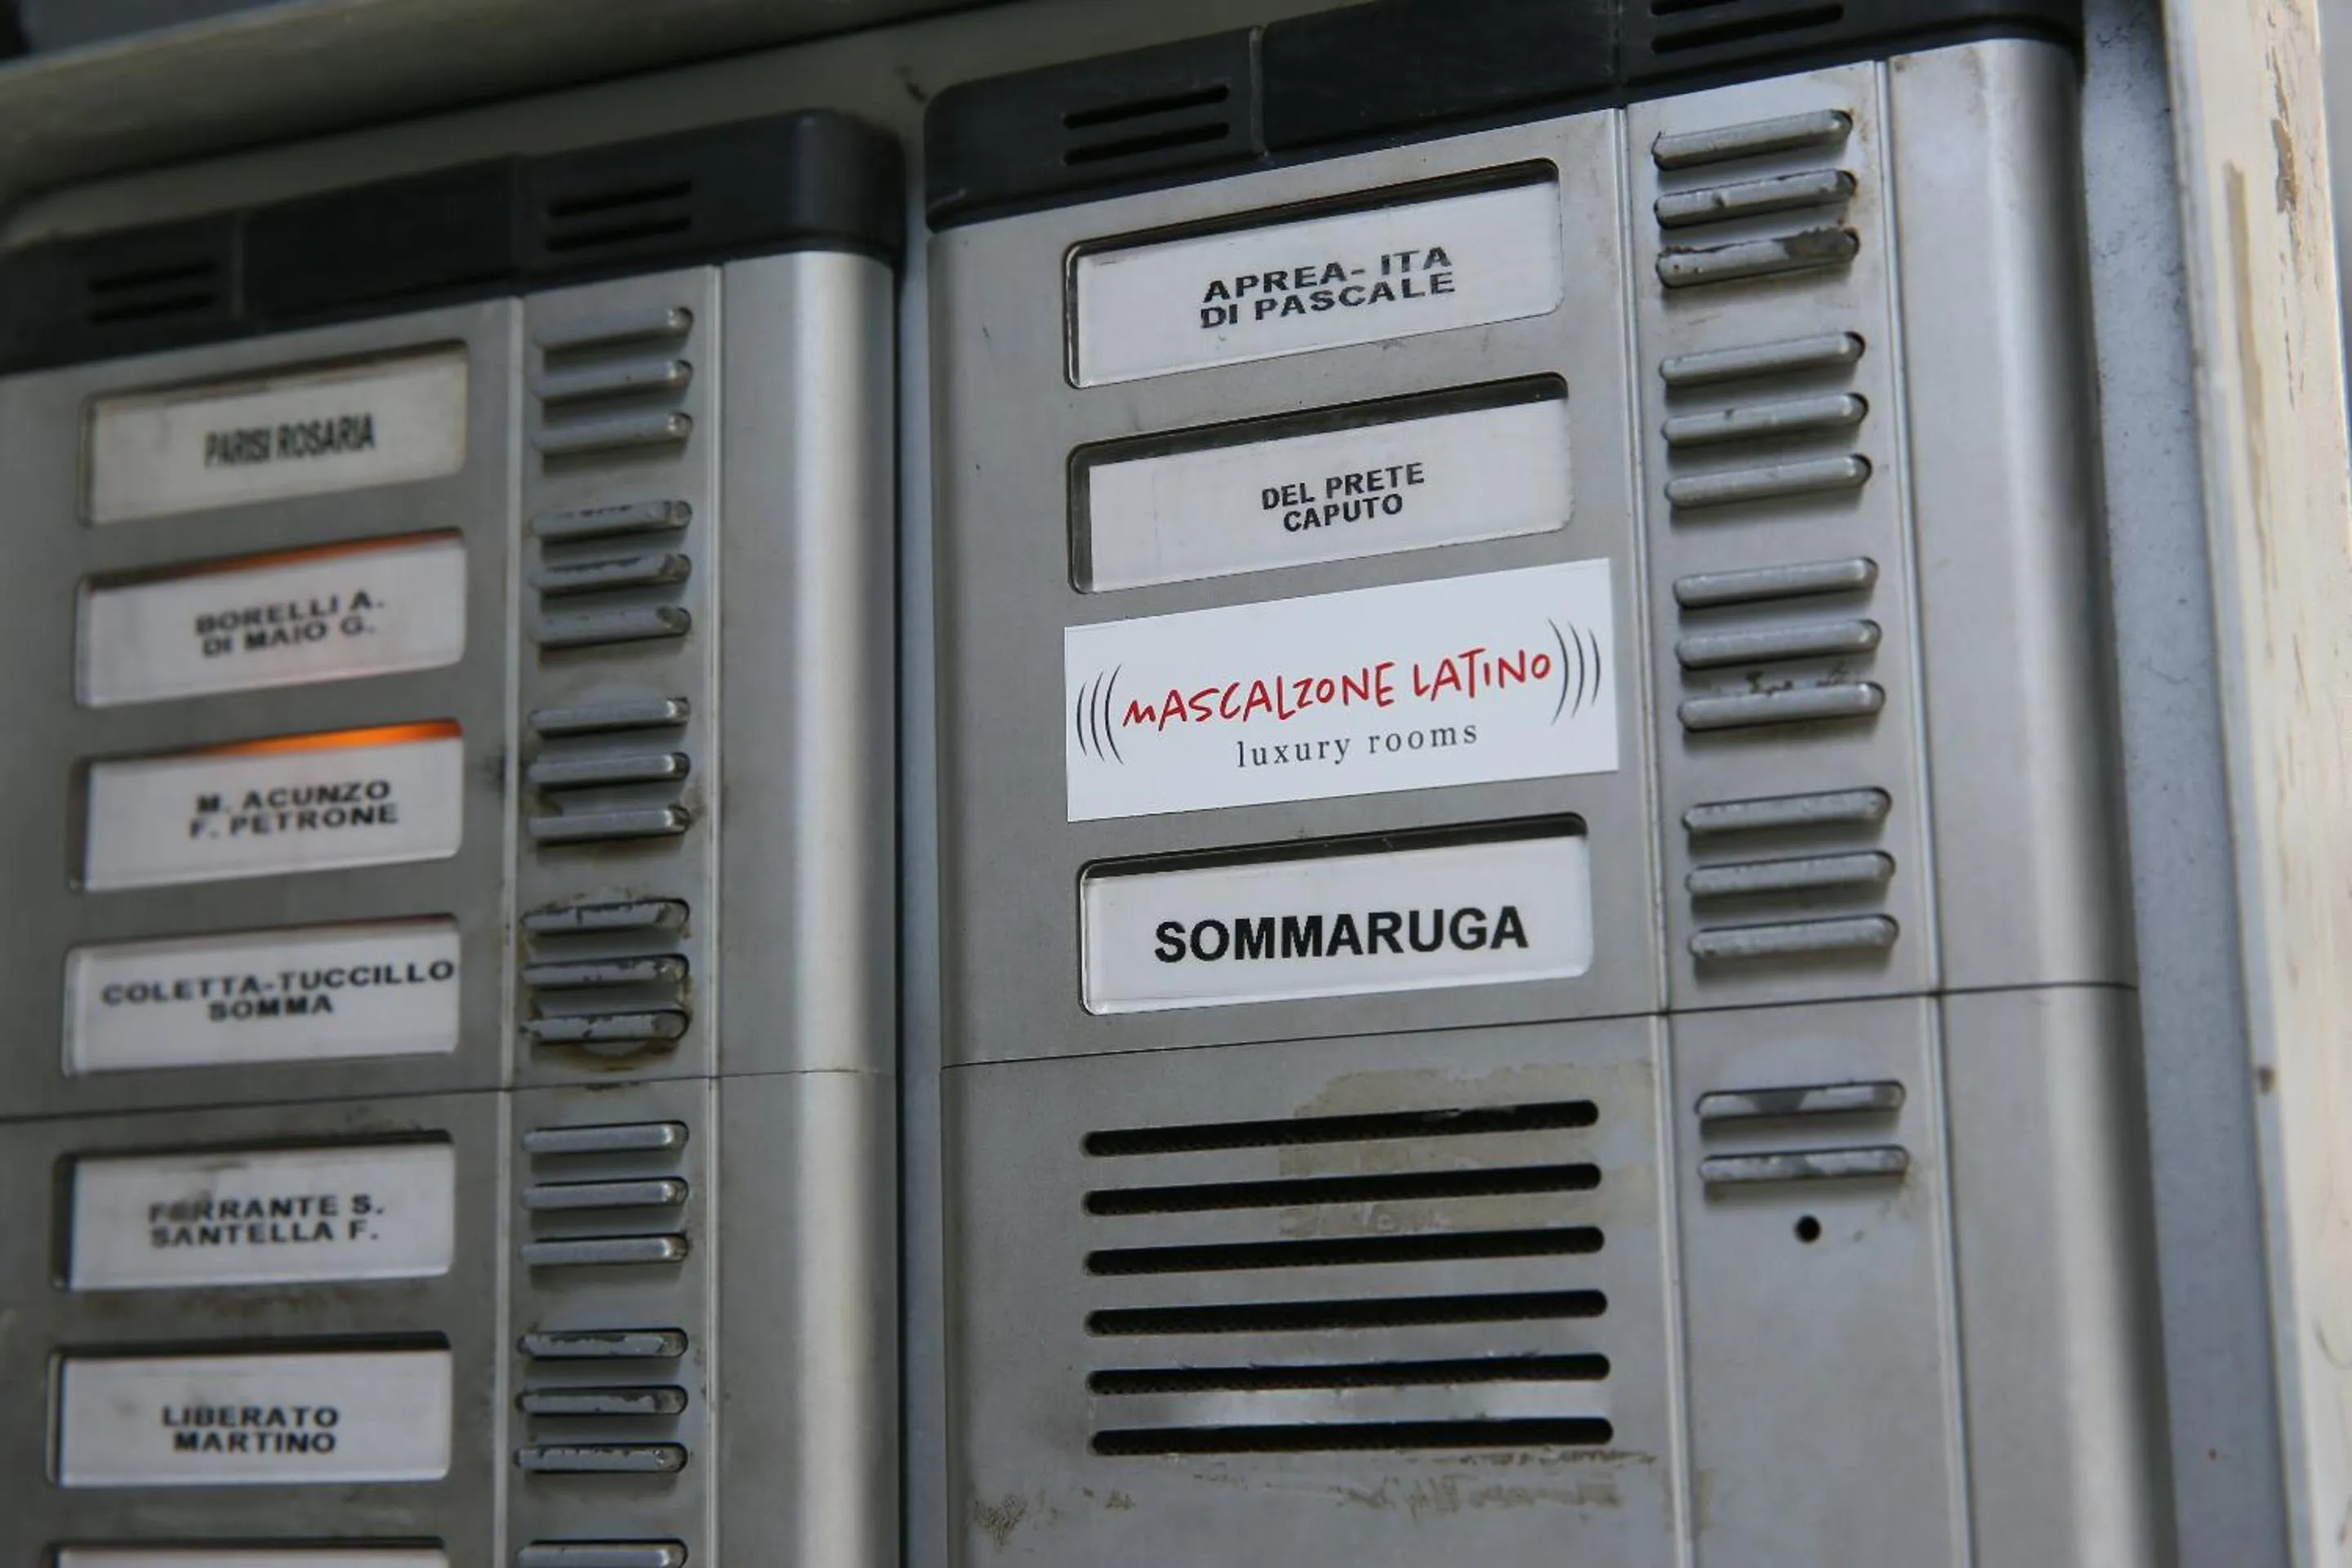 PARISI ROSARIA
BORELLI A.
DI MAIO G.
M. ACUNZO
F. PETRONE
COLETTA-TUCCILLO
SOMMA
FERRANTE S.
SANTELLA F.
LIBERATO
MARTINO
APREA- ITA
DI PASCALE
DEL PRETE
CAPUTO
(((MASCALZONE LATINO)))
luxury rooms
SOMMARUGA